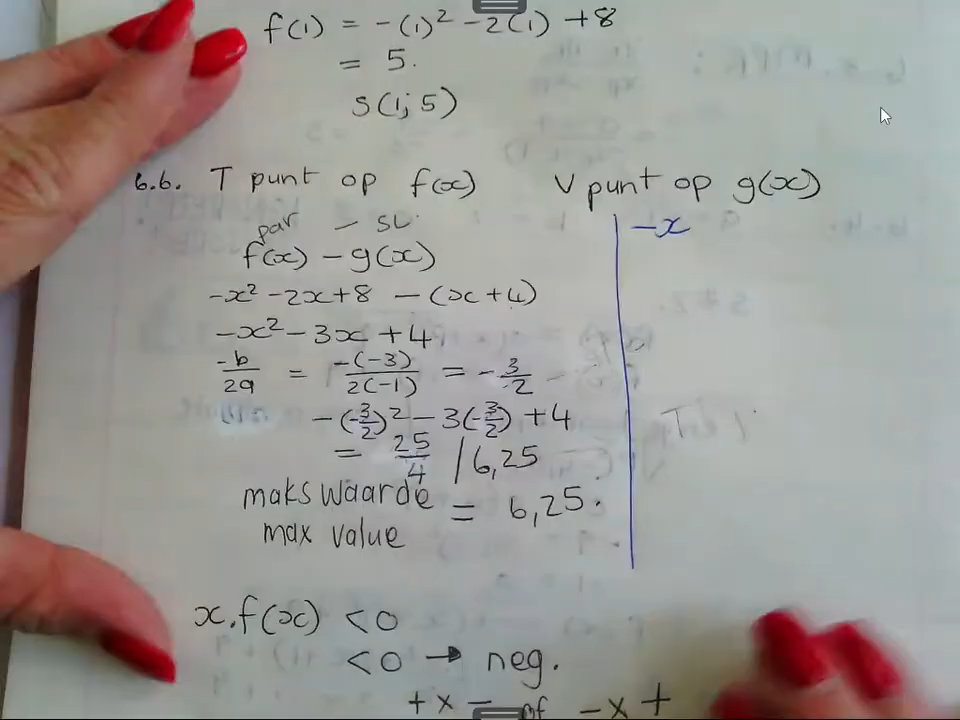 f(1) = -(1)² -2(1) +8
= 5.
S(1; 5)
6.6. T punt op f(x)
par - SL
f(x) - g(x)
-x² -2x+8 - (x+4)
-x² - 3x + 4
-b/2a = -(-3)/2(-1) = -3/2
-(-3/2)² - 3(-3/2) + 4
= 25/4 / 6,25
maks waarde
max value = 6,25.
V punt op g(x)
-x
x.f(x) < 0
< 0 → neg.
+ x - of - x +